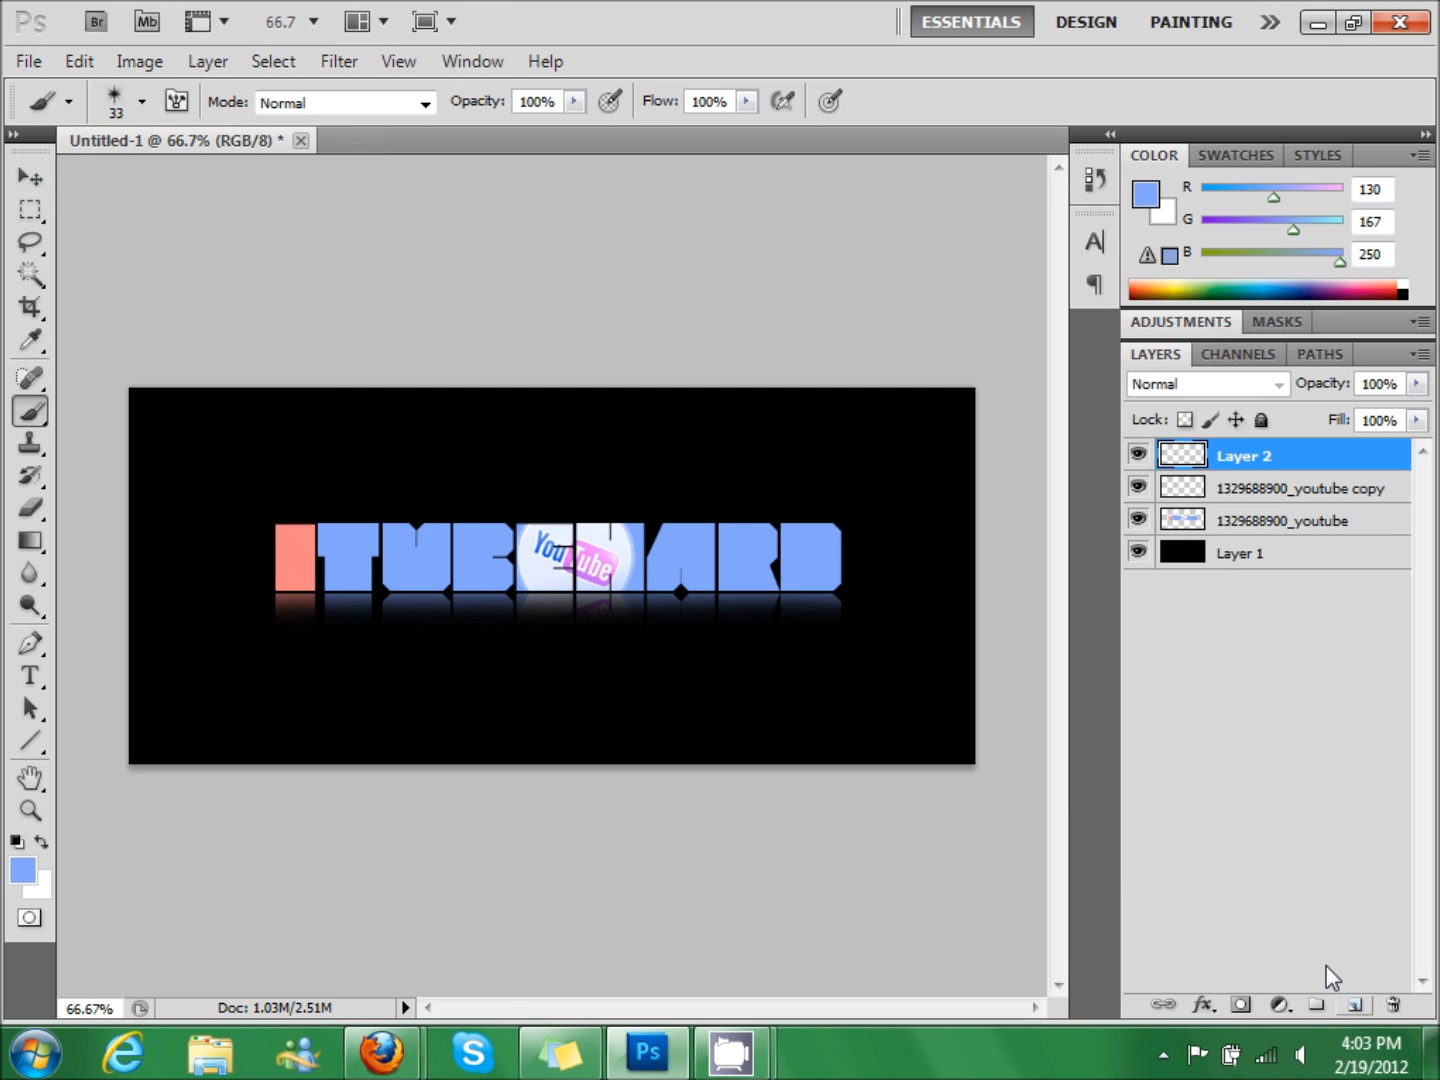 Ps Br Mb 66.7 ESSENTIALS DESIGN PAINTING
File Edit Image Layer Select Filter View Window Help
33 Mode: Normal Opacity: 100% Flow: 100%
Untitled-1 @ 66.7% (RGB/8) *
COLOR SWATCHES STYLES
R 130
G 167
B 250
ADJUSTMENTS MASKS
LAYERS CHANNELS PATHS
Normal Opacity: 100%
Lock: Fill: 100%
Layer 2
1329688900_youtube copy
1329688900_youtube
Layer 1
You Tube
66.67% Doc: 1.03M/2.51M
Ps
4:03 PM
2/19/2012